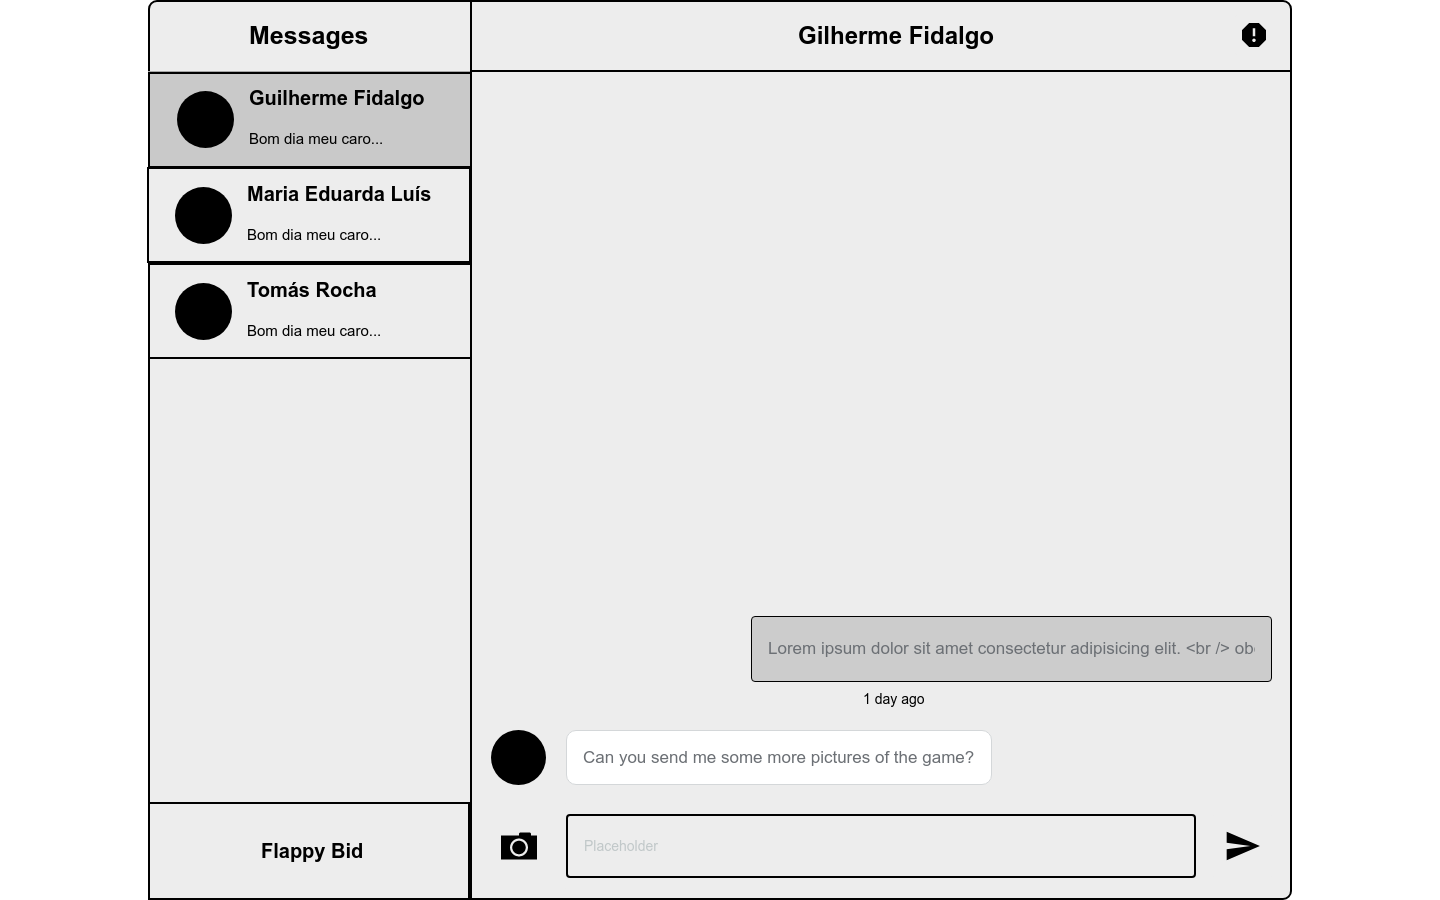 Messages
Gilherme Fidalgo
Guilherme Fidalgo
Bom dia meu caro...
Maria Eduarda Luís
Bom dia meu caro...
Tomás Rocha
Bom dia meu caro...
Flappy Bid
Lorem ipsum dolor sit amet consectetur adipisicing elit. <br />
1 day ago
Can you send me some more pictures of the game?
Placeholder